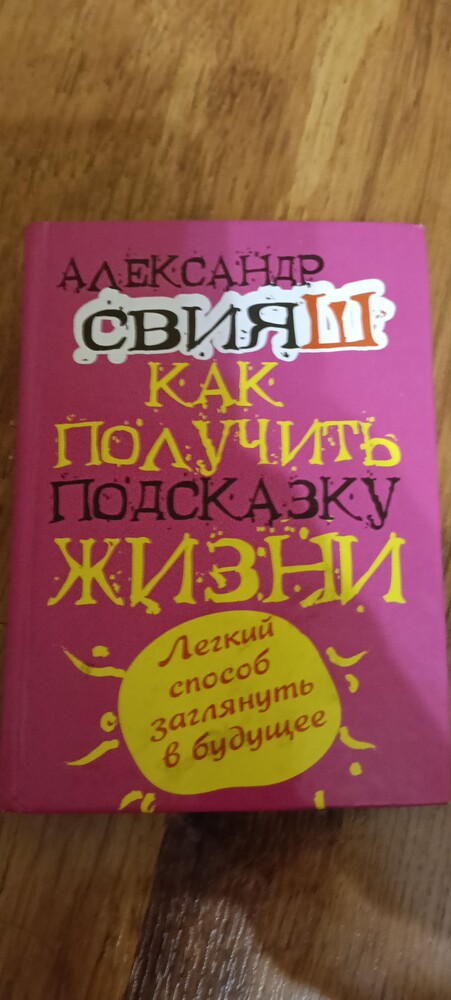 АЛЕКСАНДР
СВИЯШ
КАК
ПОЛУЧИТЬ
ПОДСКАЗКУ
ЖИЗНИ
Легкий
способ
заглянуть
в будущее